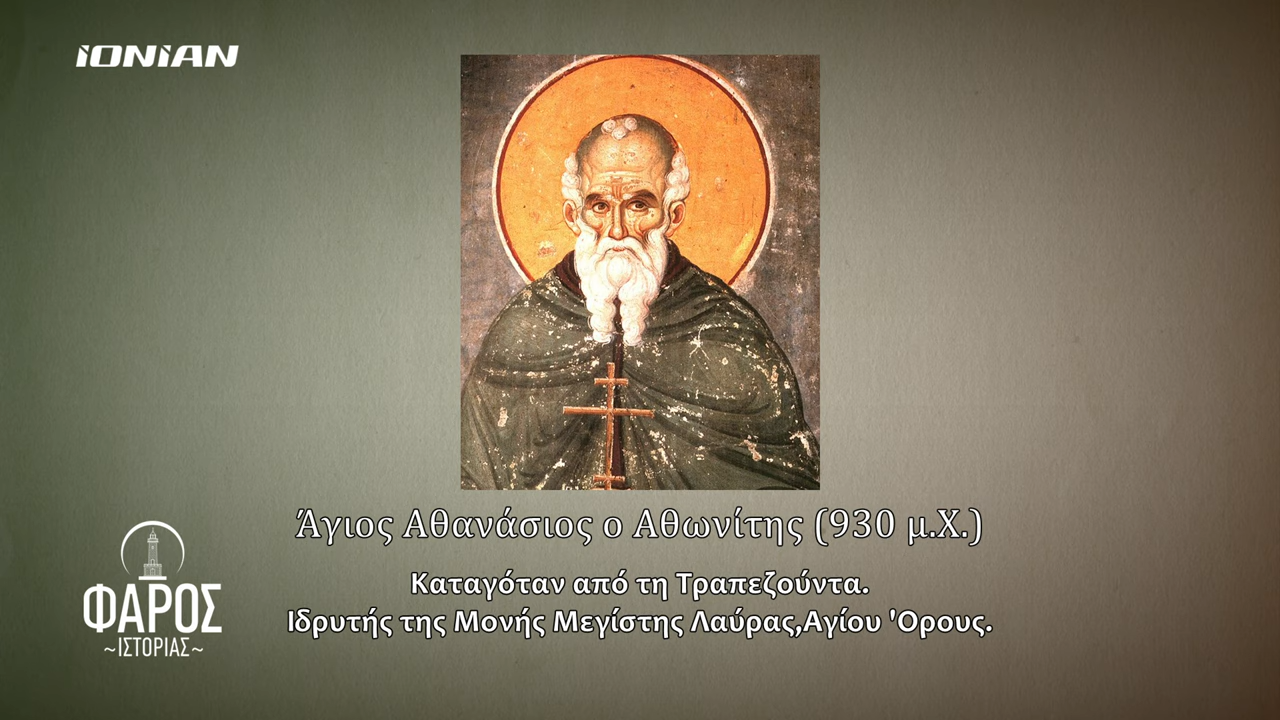 IONIAN
Άγιος Αθανάσιος ο Αθωνίτης (930 μ.Χ.)
Καταγόταν από τη Τραπεζούντα.
Ιδρυτής της Μονής Μεγίστης Λαύρας,Αγίου 'Ορους.
ΦΑΡΟΣ
~ΙΣΤΟΡΙΑΣ~